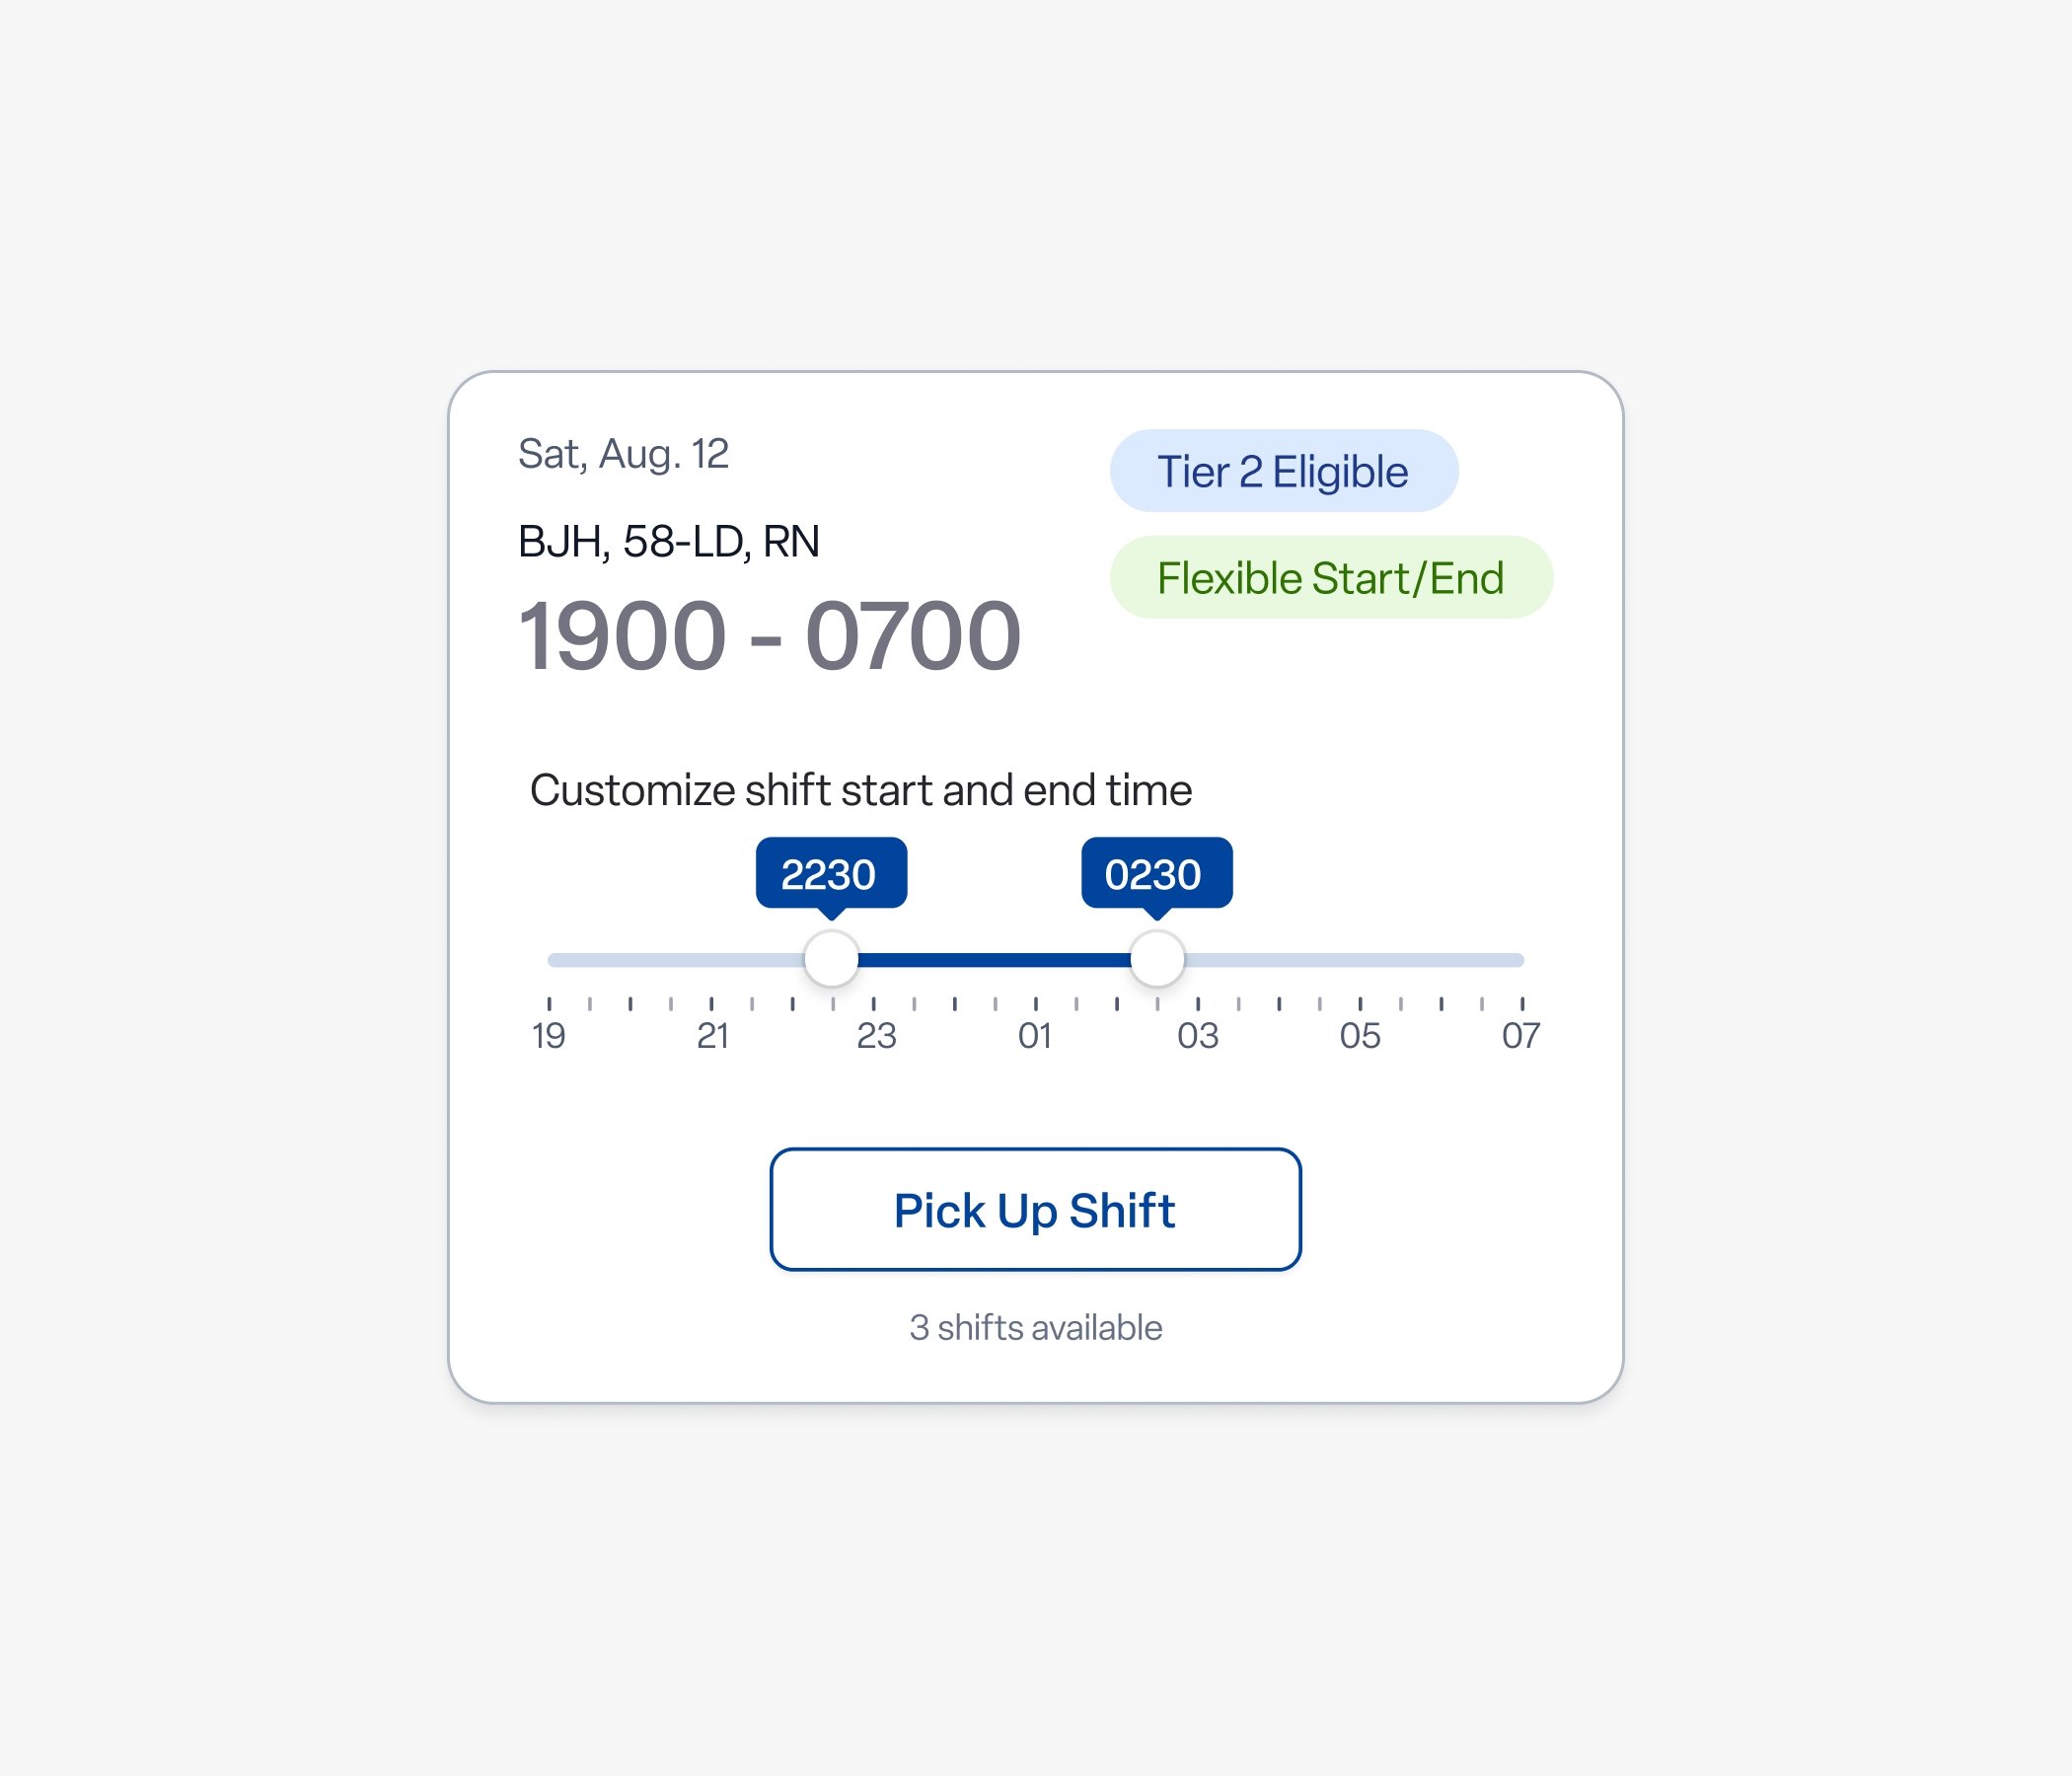 Sat, Aug. 12
Tier 2 Eligible
BJH, 58-LD, RN
Flexible Start/End
1900 - 0700
Customize shift start and end time
2230 0230
19 21 23 01 03 05 07
Pick Up Shift
3 shifts available